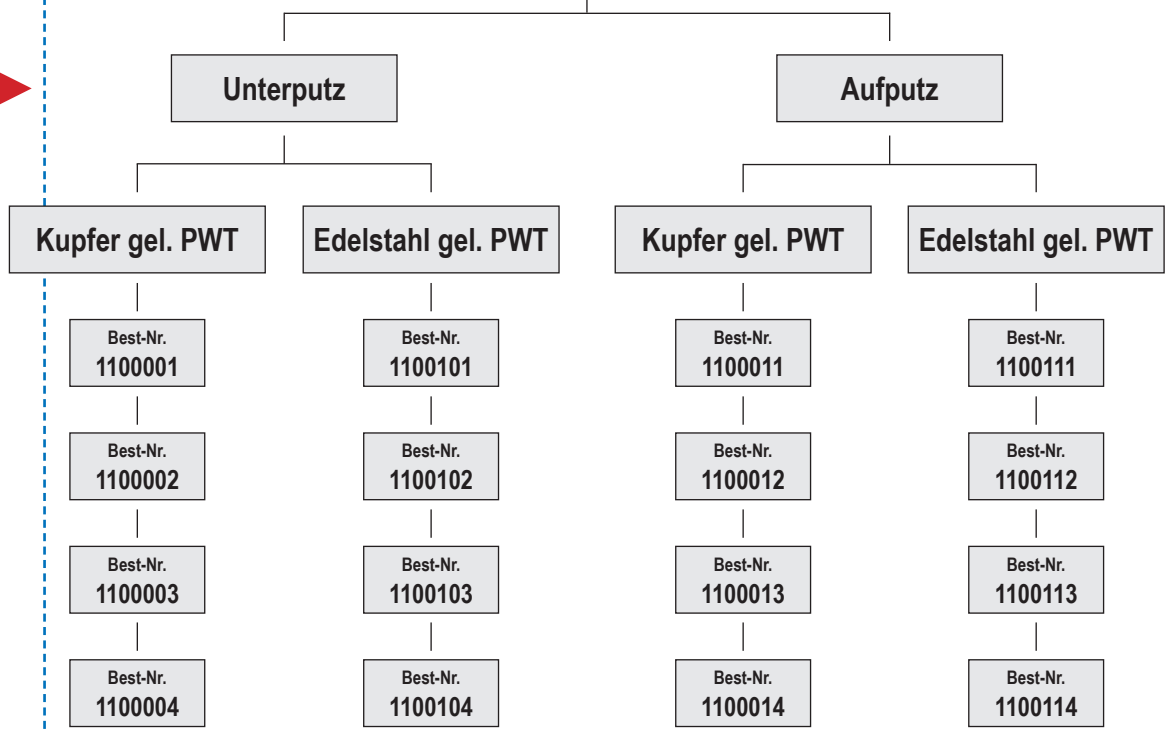 Unterputz
Aufputz
Kupfer gel. PWT
Edelstahl gel. PWT
Kupfer gel. PWT
Edelstahl gel. PWT
Best-Nr.
1100001
Best-Nr.
1100101
Best-Nr.
1100011
Best-Nr.
1100111
Best-Nr.
1100002
Best-Nr.
1100102
Best-Nr.
1100012
Best-Nr.
1100112
Best-Nr.
1100003
Best-Nr.
1100103
Best-Nr.
1100013
Best-Nr.
1100113
Best-Nr.
1100004
Best-Nr.
1100104
Best-Nr.
1100014
Best-Nr.
1100114